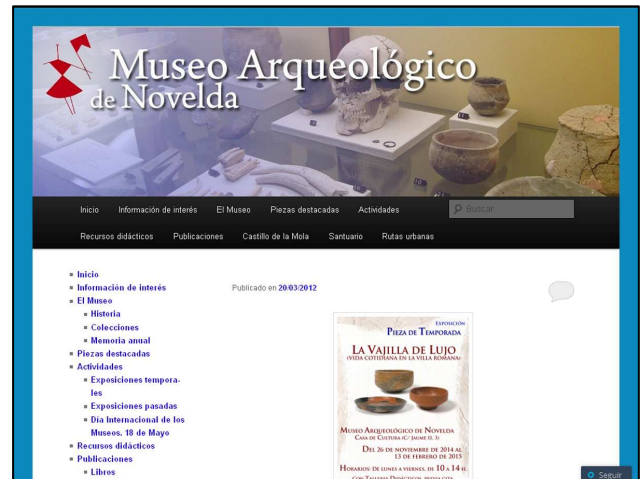 Museo Arqueológico
de Novelda
Inicio Información de interés El Museo Piezas destacadas Actividades Buscar
Recursos didácticos Publicaciones Castillo de la Mola Santuario Rutas urbanas
Inicio
Información de interés
El Museo
Historia
Colecciones
Memoria anual
Piezas destacadas
Actividades
Exposiciones tempora-
les
Exposiciones pasadas
Día Internacional de los
Museos. 18 de Mayo
Recursos didácticos
Publicaciones
Libros
Publicado en 20/03/2012
EXPOSICIÓN
PIEZA DE TEMPORADA
LA VAJILLA DE LUJO
(VIDA COTIDIANA EN LA VILLA ROMANA)
MUSEO ARQUEOLÓGICO DE NOVELDA
CASA DE CULTURA (C/ JAUME II, 3)
DEL 26 DE NOVIEMBRE DE 2014 AL
13 DE FEBRERO DE 2015
HORARIOS: DE LUNES A VIERNES, DE 10 A 14 H.
CON TALLERES DIDÁCTICOS, PREVIA CITA
Seguir